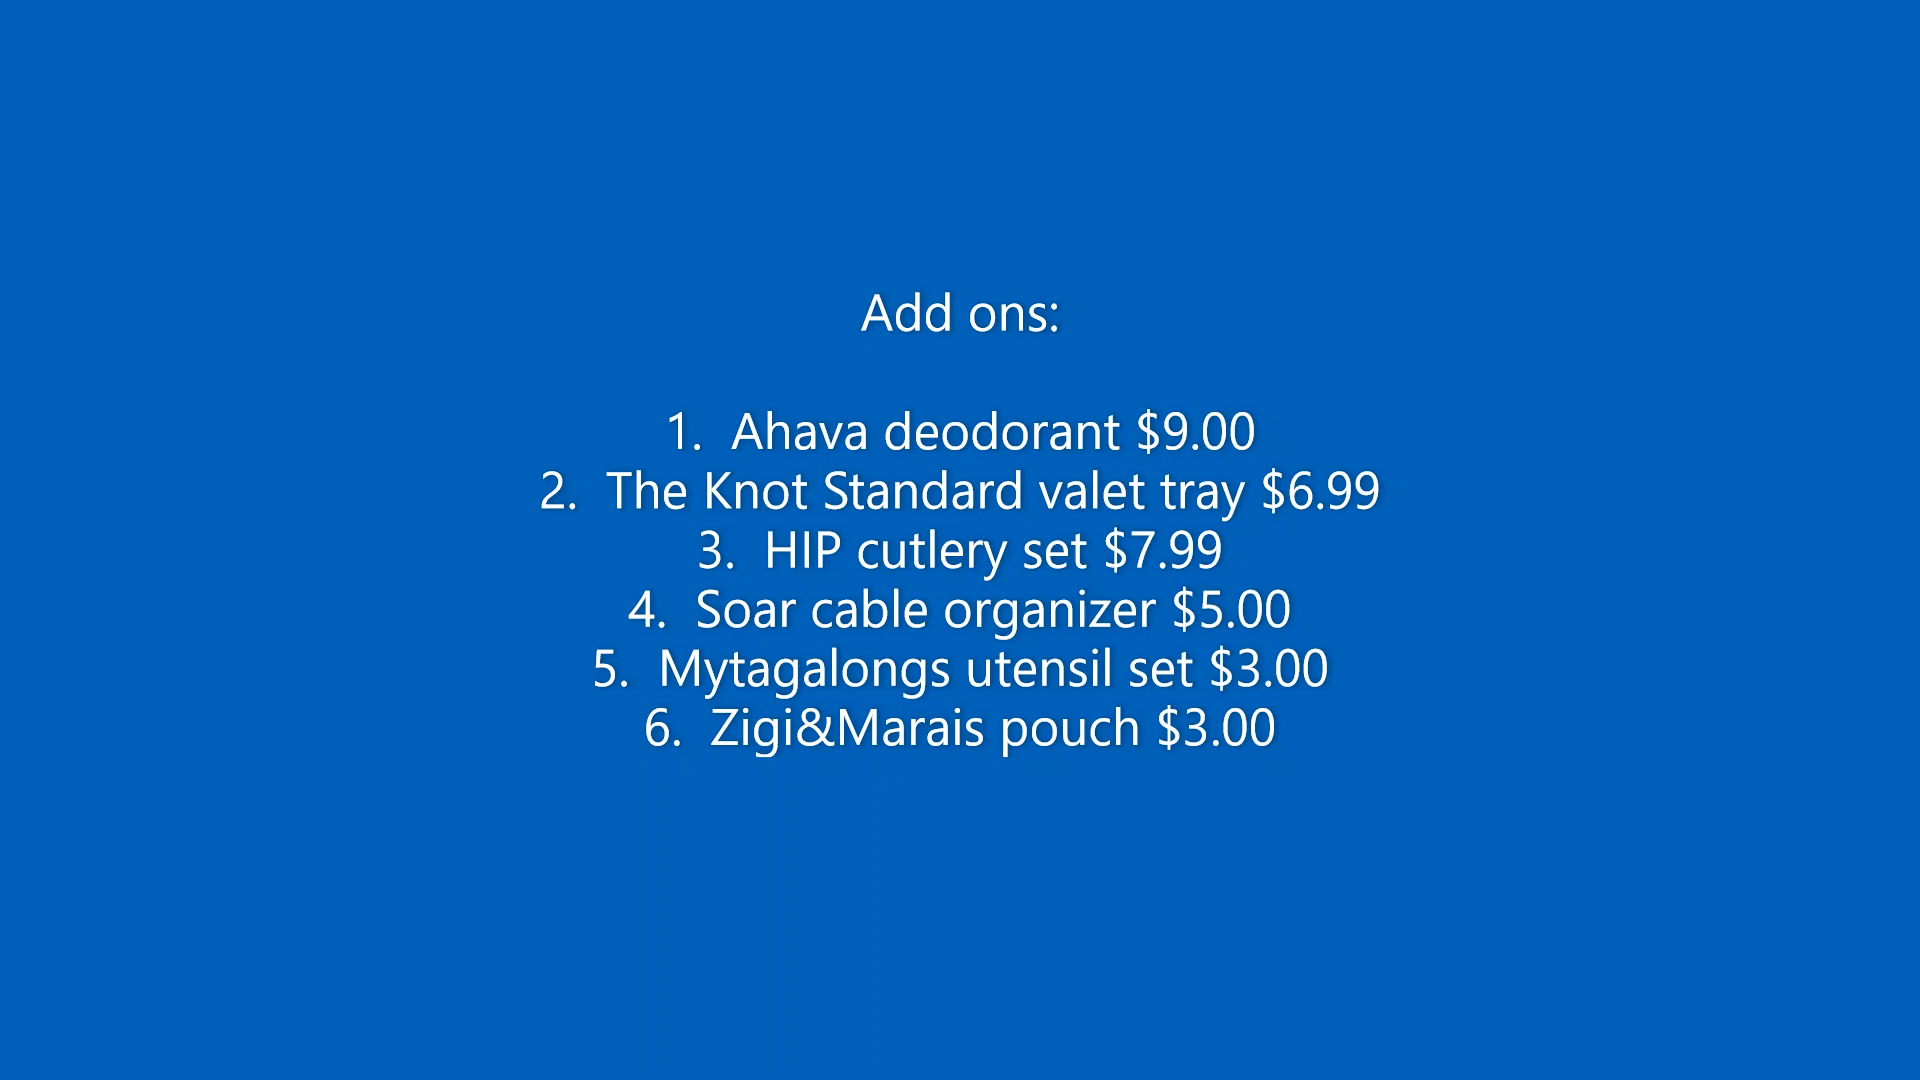 Add ons:
1. Ahava deodorant $9.00
2. The Knot Standard valet tray $6.99
3. HIP cutlery set $7.99
4. Soar cable organizer $5.00
5. Mytagalongs utensil set $3.00
6. Zigi&Marais pouch $3.00